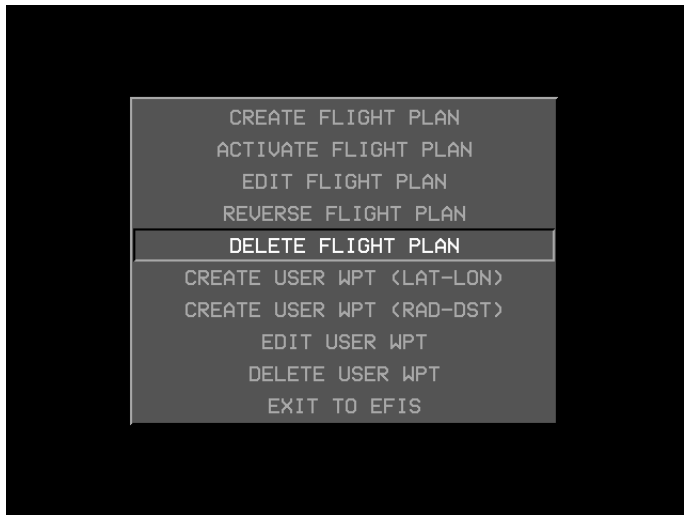 CREATE FLIGHT PLAN
ACTIVATE FLIGHT PLAN
EDIT FLIGHT PLAN
REVERSE FLIGHT PLAN
DELETE FLIGHT PLAN
CREATE USER WPT (LAT-LON)
CREATE USER WPT (RAD-DST)
EDIT USER WPT
DELETE USER WPT
EXIT TO EFIS